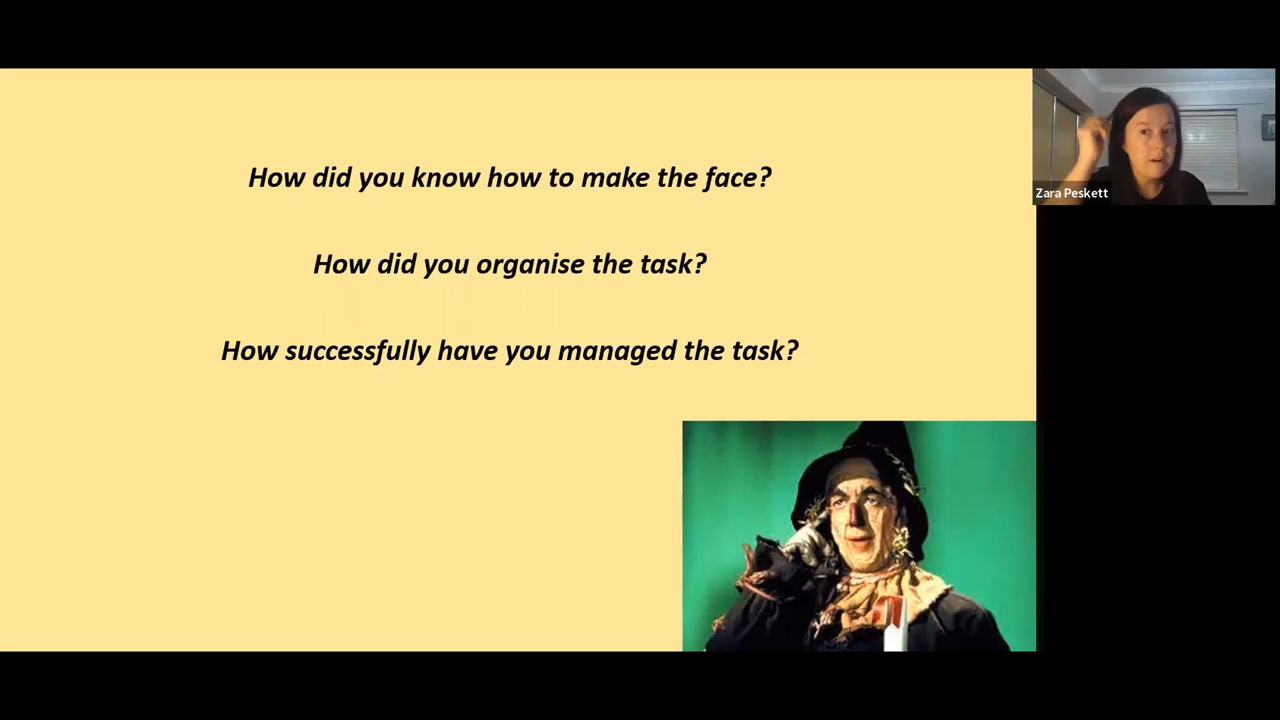 How did you know how to make the face?
How did you organise the task?
How successfully have you managed the task?
Zara Peskett